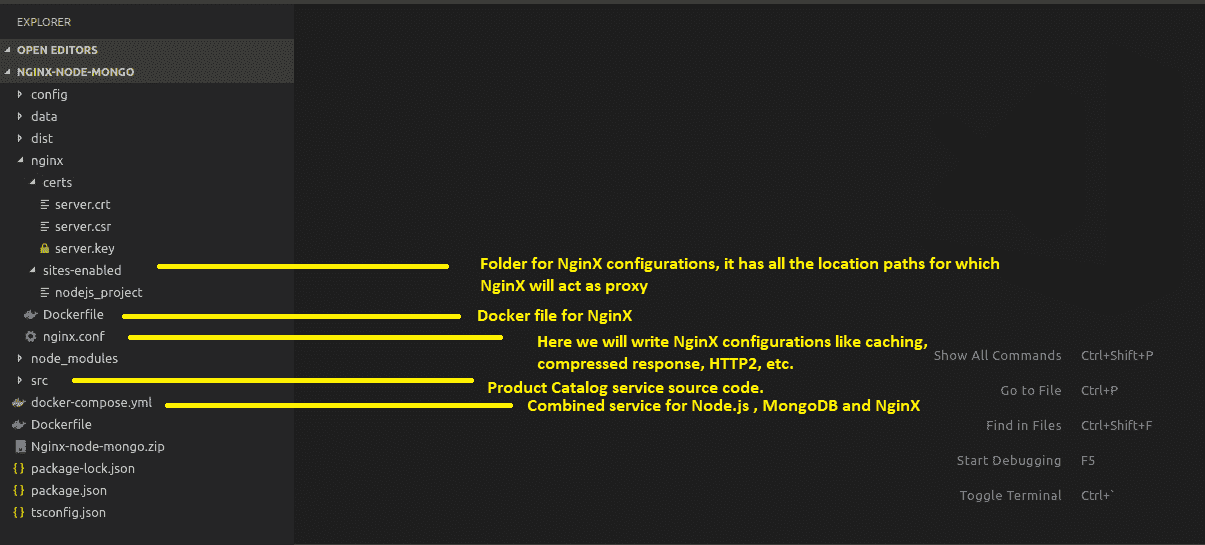 EXPLORER
OPEN EDITORS
NGINX-NODE-MONGO
config
data
dist
nginx
certs
server.crt
server.csr
server.key
sites-enabled
nodejs_project
Dockerfile
nginx.conf
node_modules
src
docker-compose.yml
Dockerfile
Nginx-node-mongo.zip
package-lock.json
package.json
tsconfig.json
Folder for NginX configurations, it has all the location paths for which
NginX will act as proxy
Docker file for NginX
Here we will write NginX configurations like caching,
compressed response, HTTP2, etc.
Product Catalog service source code.
Combined service for Node.js , MongoDB and NginX
Show All Commands Ctrl+Shift+P
Go to File Ctrl+P
Find in Files Ctrl+Shift+F
Start Debugging F5
Toggle Terminal Ctrl+`